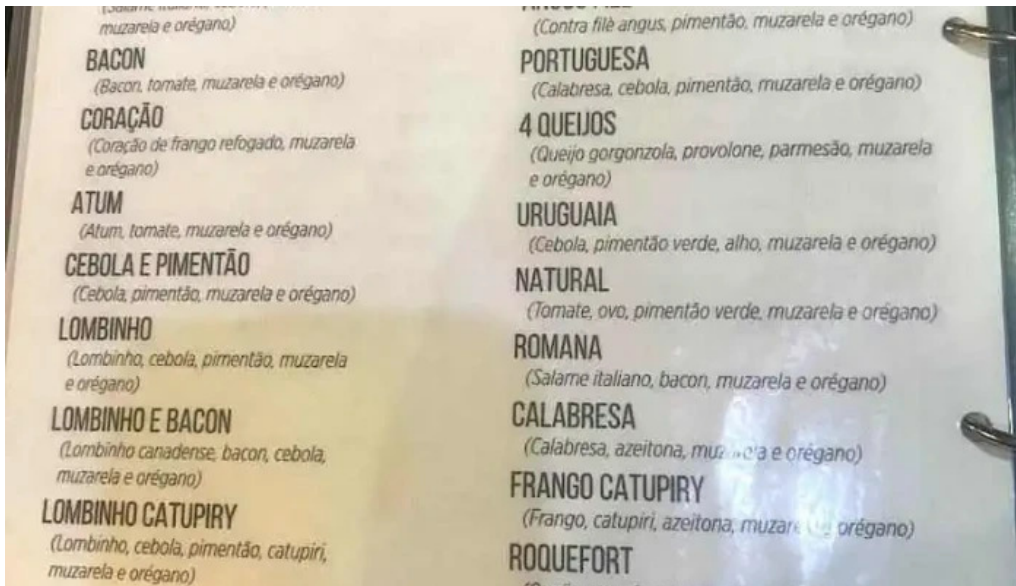 muzarela e orégano)
BACON
(Bacon, tomate, muzarela e orégano)
CORAÇÃO
(Coração de frango refogado, muzarela
e orégano)
ATUM
(Atum, tomate, muzarela e orégano)
CEBOLA E PIMENTÃO
(Cebola, pimentão, muzarela e orégano)
LOMBINHO
(Lombinho, cebola, pimentão, muzarela
e orégano)
LOMBINHO E BACON
(Lombinho canadense, bacon, cebola,
muzarela e orégano)
LOMBINHO CATUPIRY
(Lombinho, cebola, pimentão, catupiri,
muzarela e orégano)
(Contra filè angus, pimentão, muzarela e orégano)
PORTUGUESA
(Calabresa, cebola, pimentão, muzarela e orégano)
4 QUEIJOS
(Queijo gorgonzola, provolone, parmesão, muzarela
e orégano)
URUGUAIA
(Cebola, pimentão verde, alho, muzarela e orégano)
NATURAL
(Tomate, ovo, pimentão verde, muzarela e orégano)
ROMANA
(Salame italiano, bacon, muzarela e orégano)
CALABRESA
(Calabresa, azeitona, muzarela e orégano)
FRANGO CATUPIRY
(Frango, catupiri, azeitona, muzarela e orégano)
ROQUEFORT